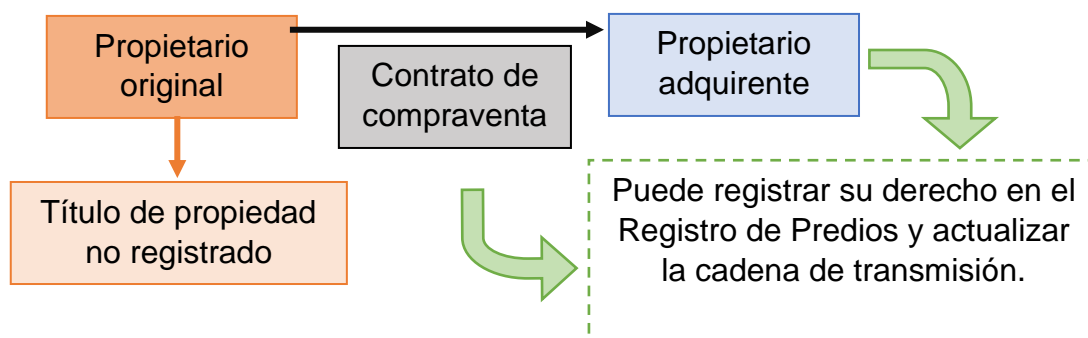 Propietario
original
Contrato de
compraventa
Propietario
adquirente
Título de propiedad
no registrado
Puede registrar su derecho en el
Registro de Predios y actualizar
la cadena de transmisión.